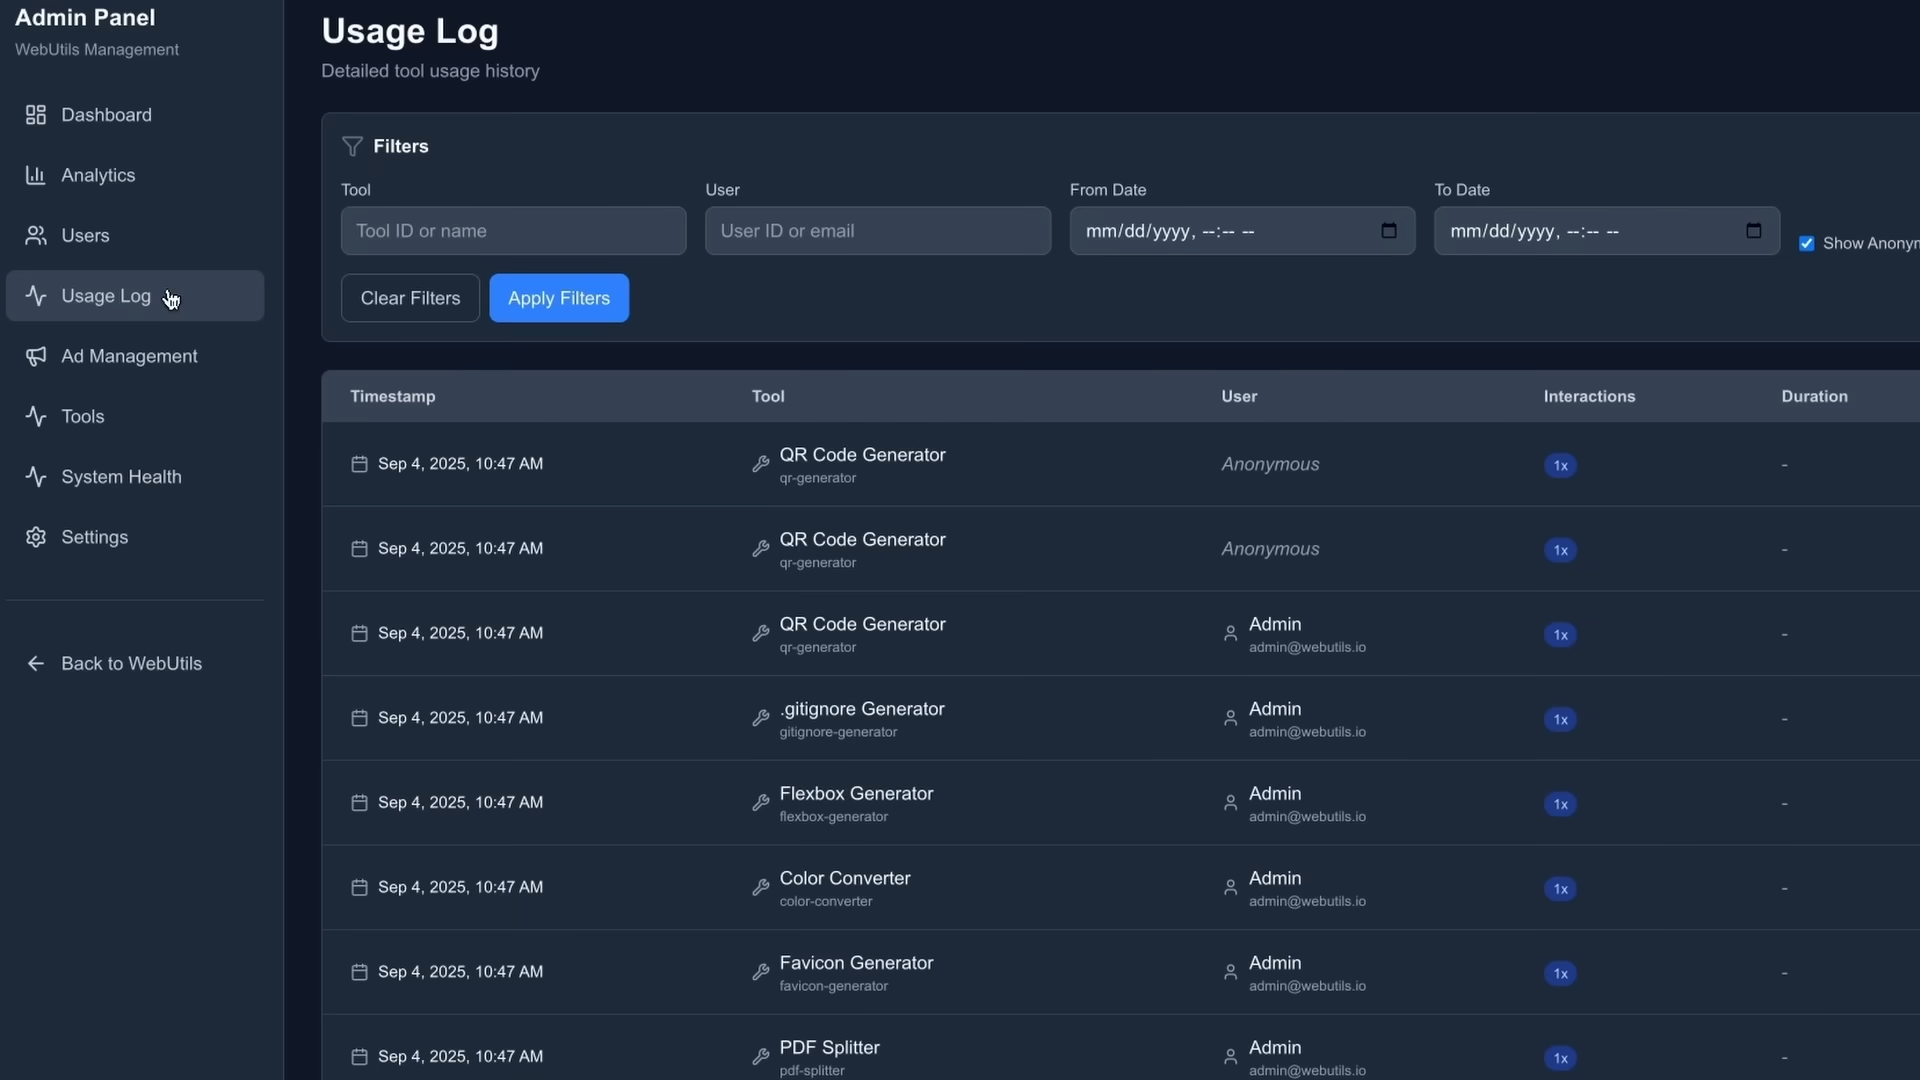 Admin Panel
WebUtils Management
Dashboard
Analytics
Users
Usage Log
Ad Management
Tools
System Health
Settings
Back to WebUtils
Usage Log
Detailed tool usage history
Filters
Tool User From Date To Date
Tool ID or name User ID or email mm/dd/yyyy, --:-- -- mm/dd/yyyy, --:-- -- Show
Clear Filters Apply Filters
Timestamp Tool User Interactions Duration
Sep 4, 2025, 10:47 AM QR Code Generator Anonymous 1x -
qr-generator
Sep 4, 2025, 10:47 AM QR Code Generator Anonymous 1x -
qr-generator
Sep 4, 2025, 10:47 AM QR Code Generator Admin 1x -
qr-generator admin@webutils.io
Sep 4, 2025, 10:47 AM .gitignore Generator Admin 1x -
gitignore-generator admin@webutils.io
Sep 4, 2025, 10:47 AM Flexbox Generator Admin 1x -
flexbox-generator admin@webutils.io
Sep 4, 2025, 10:47 AM Color Converter Admin 1x -
color-converter admin@webutils.io
Sep 4, 2025, 10:47 AM Favicon Generator Admin 1x -
favicon-generator admin@webutils.io
Sep 4, 2025, 10:47 AM PDF Splitter Admin 1x -
pdf-splitter admin@webutils.io